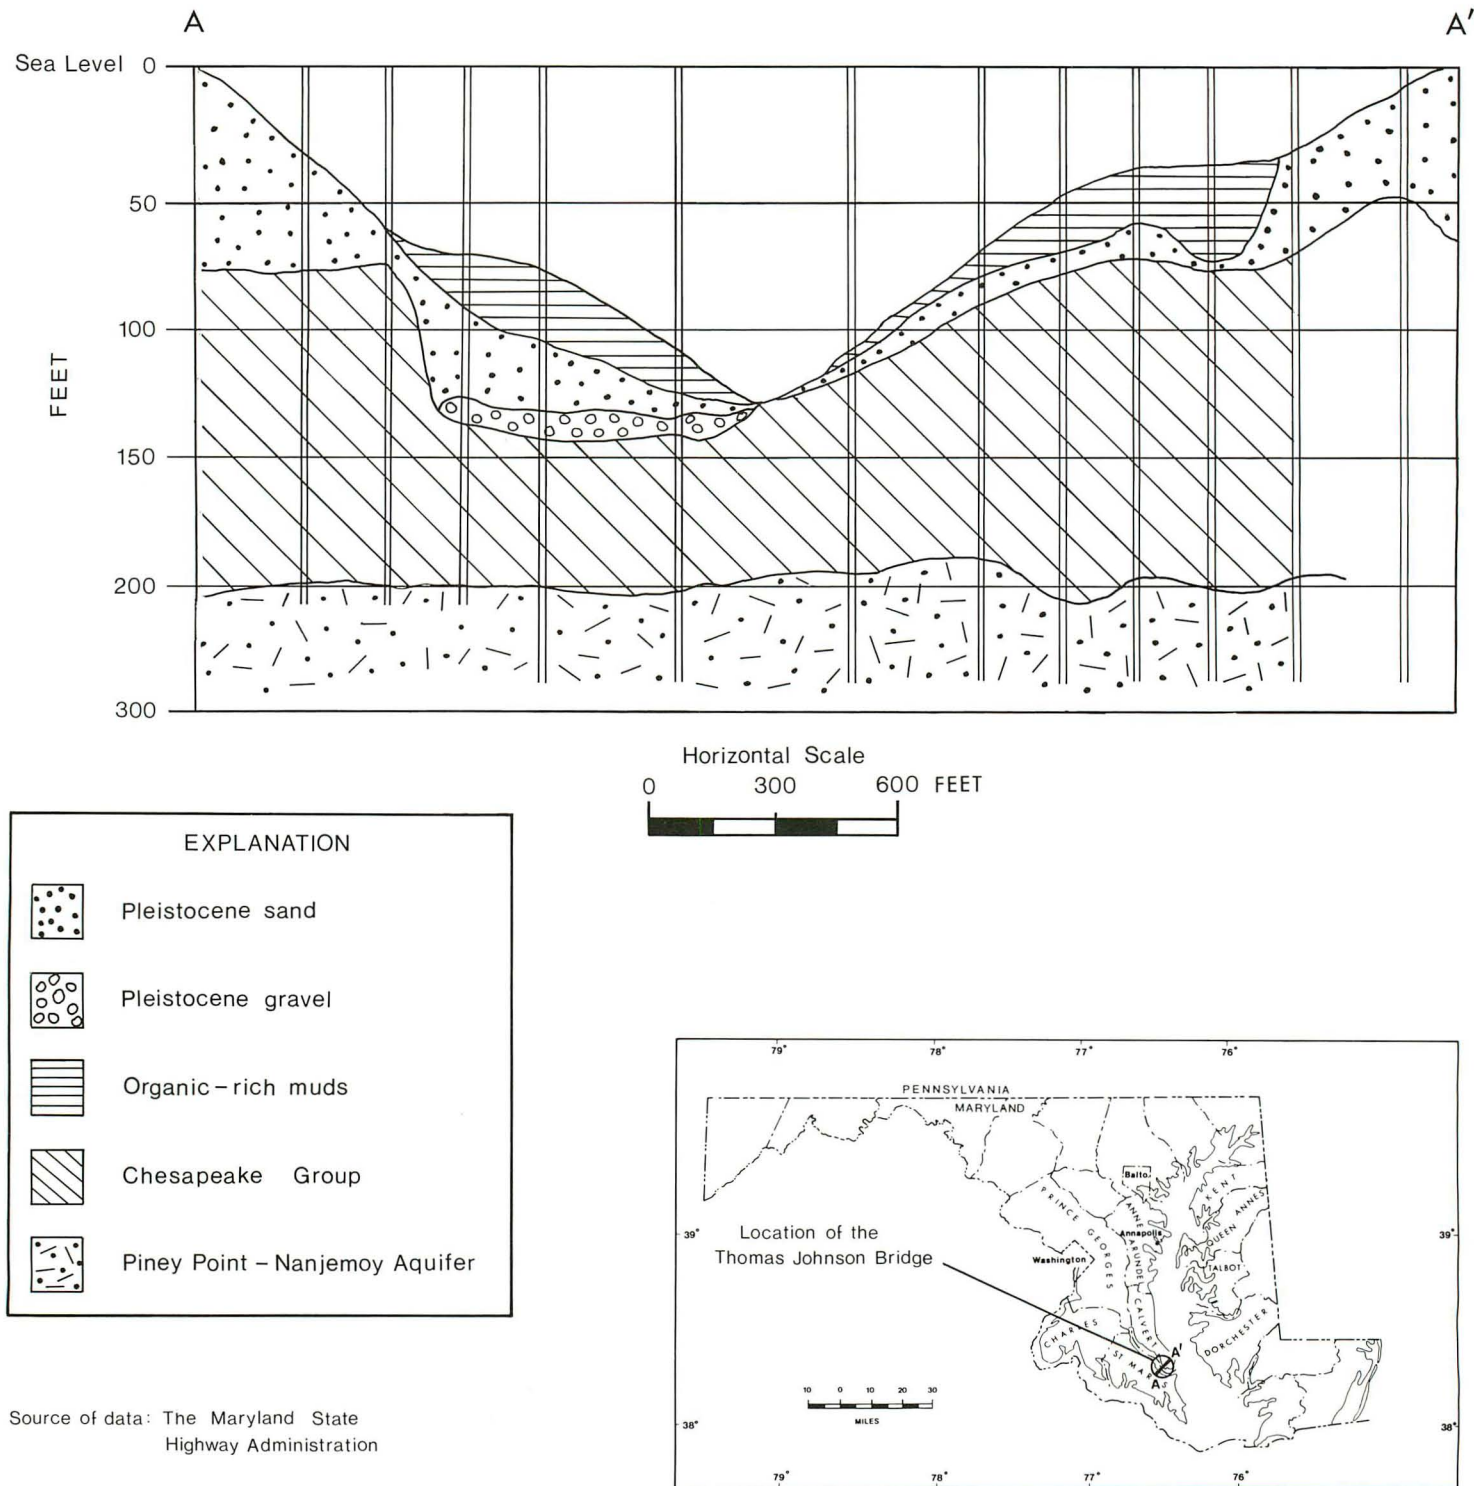 A
A'
Sea Level 0
50
100
150
200
300
FEET
Horizontal Scale
0 300 600 FEET
EXPLANATION
Pleistocene sand
Pleistocene gravel
Organic-rich muds
Chesapeake Group
Piney Point - Nanjemoy Aquifer
Source of data: The Maryland State
Highway Administration
79° 78° 77° 76°
PENNSYLVANIA
MARYLAND
Balto.
KENT
PRINCE GEORGES
ANNE ARUNDEL
QUEEN ANNES
39° 39°
Location of the
Thomas Johnson Bridge
Annapolis
Washington
TALBOT
CALVERT
CHARLES
DORCHESTER
ST MARYS
A'
A
10 0 10 20 30
MILES
38° 38°
79° 78° 77° 76°